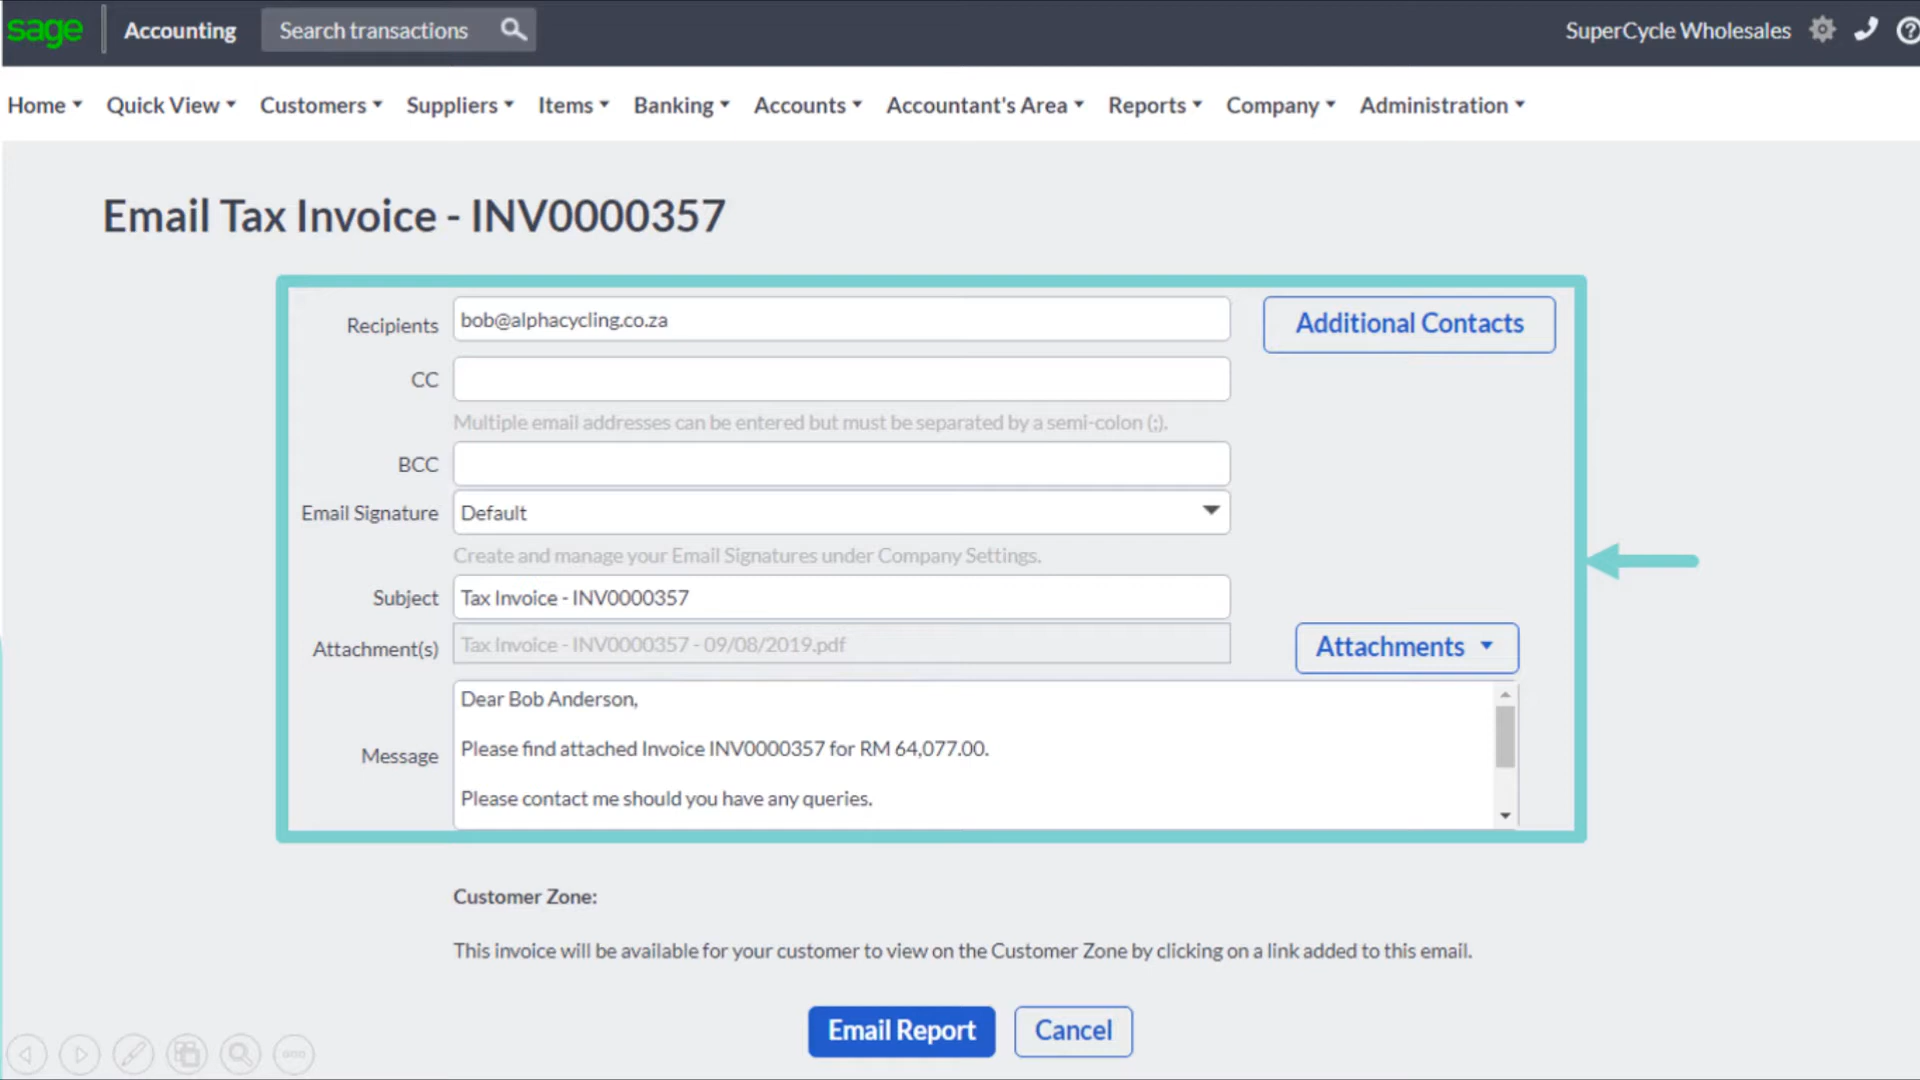 sage Accounting Search transactions SuperCycle Wholesales ?
Home Quick View Customers Suppliers Items Banking Accounts Accountant's Area Reports Company Administration
Email Tax Invoice - INV0000357
Recipients bob@alphacycling.co.za Additional Contacts
CC
Multiple email addresses can be entered but must be separated by a semi-colon (;).
BCC
Email Signature Default
Create and manage your Email Signatures under Company Settings.
Subject Tax Invoice - INV0000357
Attachment(s) Tax Invoice - INV0000357 - 09/08/2019.pdf Attachments
Dear Bob Anderson,
Please find attached Invoice INV0000357 for RM 64,077.00.
Message
Please contact me should you have any queries.
Customer Zone:
This invoice will be available for your customer to view on the Customer Zone by clicking on a link added to this email.
Email Report Cancel